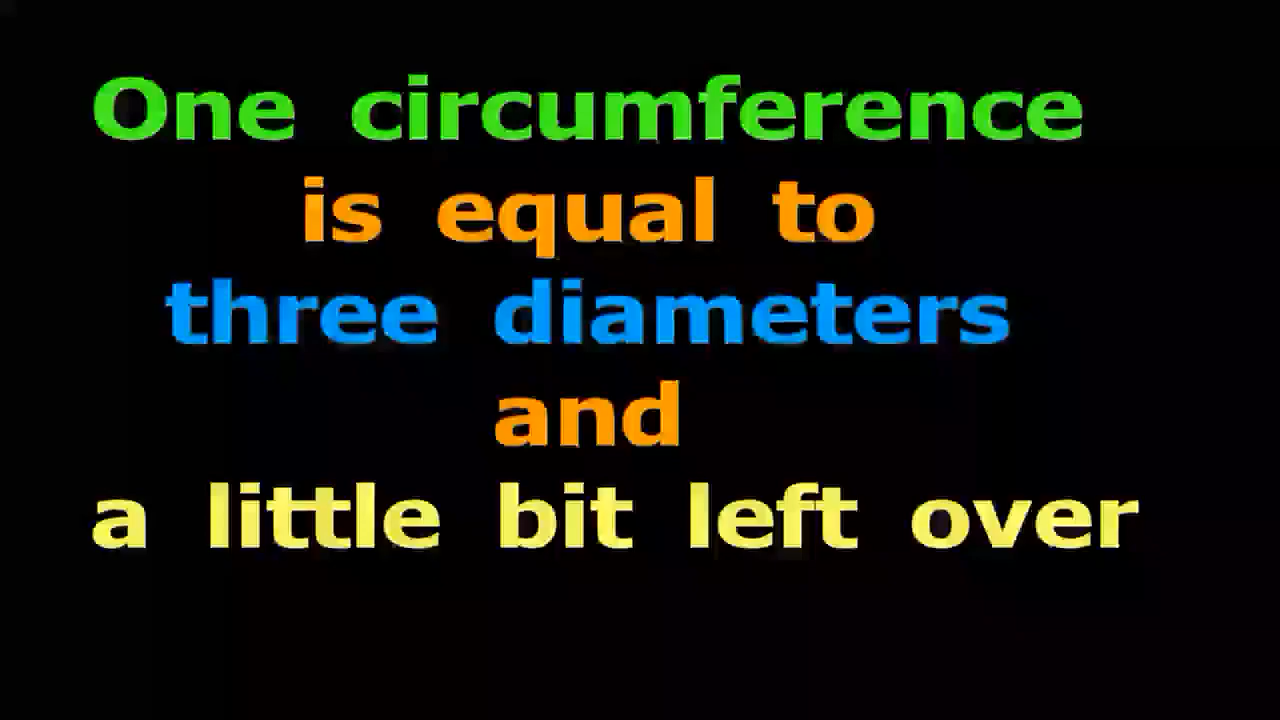 One circumference
is equal to
three diameters
and
a little bit left over